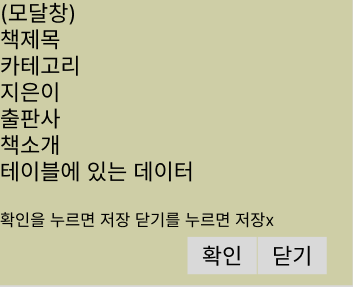 (모달창)
책제목
카테고리
지은이
출판사
책소개
테이블에 있는 데이터
확인을 누르면 저장 닫기를 누르면 저장x
확인 닫기